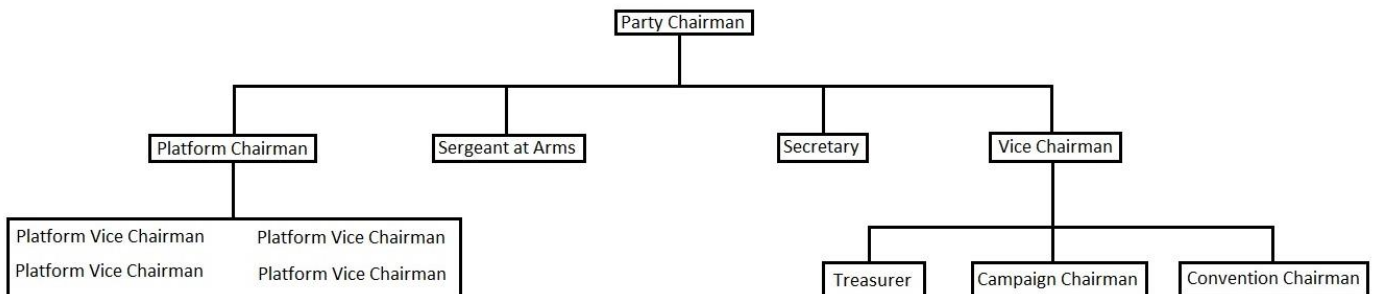 Party Chairman
Platform Chairman
Sergeant at Arms
Secretary
Vice Chairman
Platform Vice Chairman
Platform Vice Chairman
Platform Vice Chairman
Platform Vice Chairman
Treasurer
Campaign Chairman
Convention Chairman